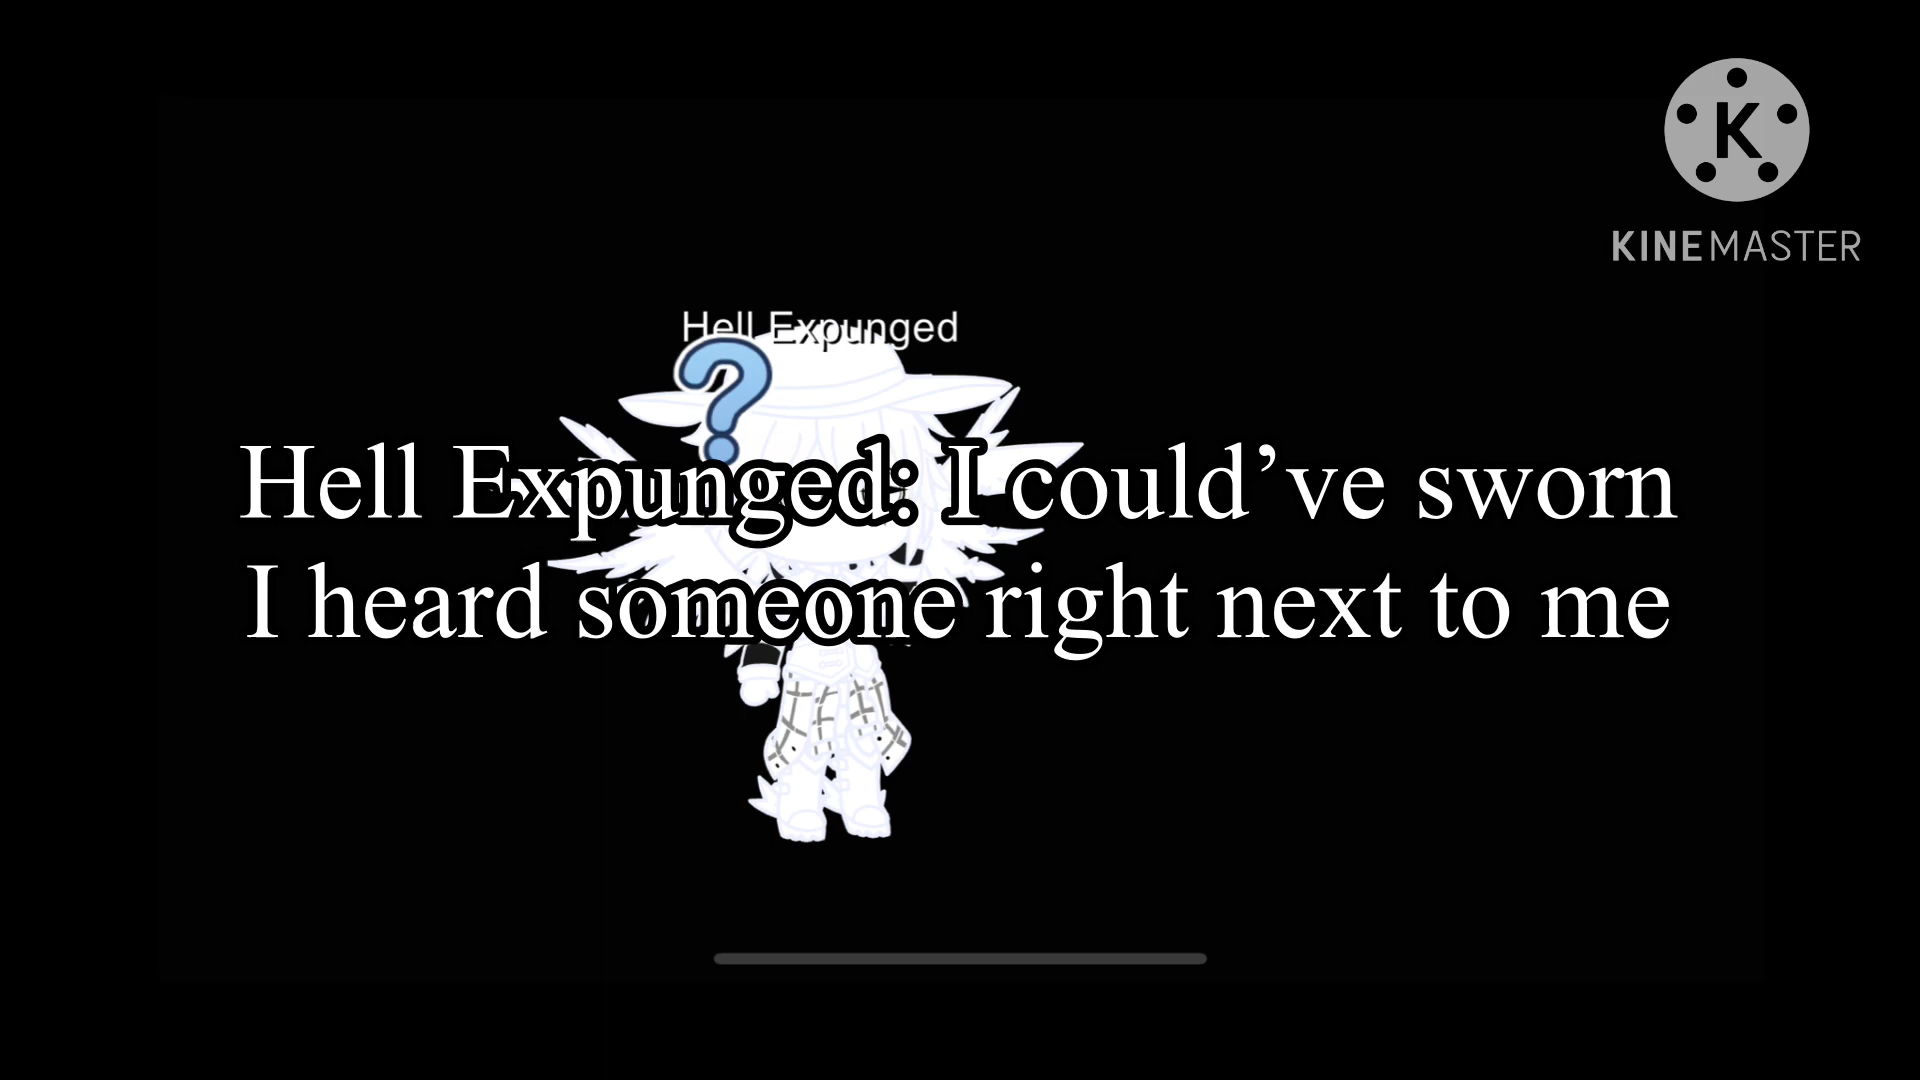 K
KINEMASTER
Hell Expunged
Hell Expunged: I could’ve sworn
I heard someone right next to me